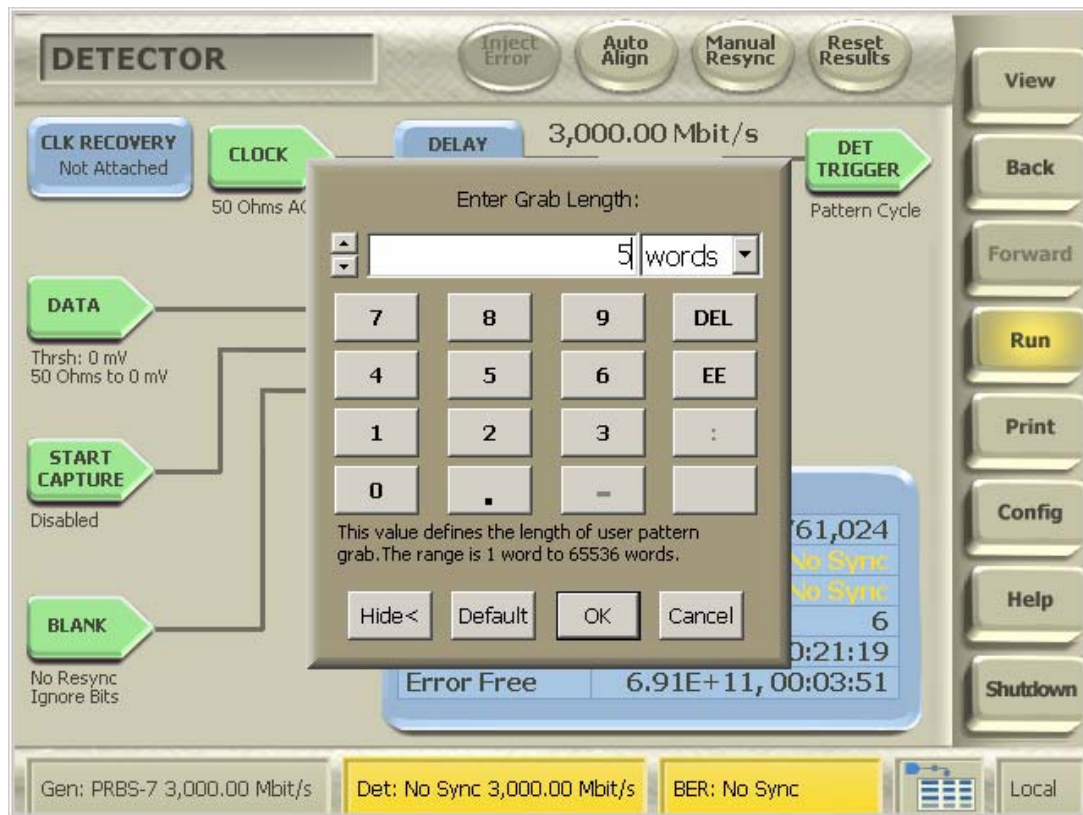 DETECTOR
Inject Error
Auto Align
Manual Resync
Reset Results
View
Back
Forward
Run
Print
Config
Help
Shutdown
CLK RECOVERY
Not Attached
CLOCK
50 Ohms AC
DELAY
3,000.00 Mbit/s
DET TRIGGER
Pattern Cycle
DATA
Thrsh: 0 mV
50 Ohms to 0 mV
START CAPTURE
Disabled
BLANK
No Resync
Ignore Bits
Enter Grab Length:
5 words
7 8 9 DEL
4 5 6 EE
1 2 3 :
0 . -
This value defines the length of user pattern
grab.The range is 1 word to 65536 words.
Hide< Default OK Cancel
761,024
No Sync
No Sync
6
0:21:19
Error Free 6.91E+11, 00:03:51
Gen: PRBS-7 3,000.00 Mbit/s
Det: No Sync 3,000.00 Mbit/s
BER: No Sync
Local